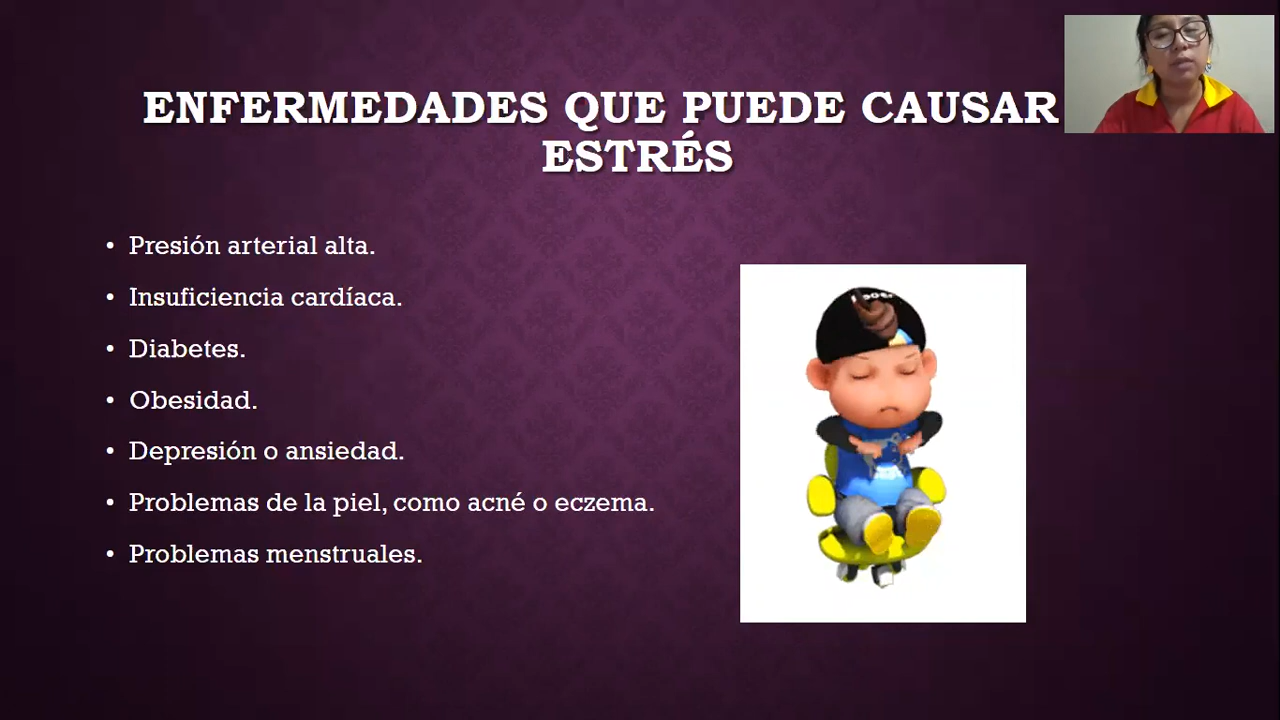 ENFERMEDADES QUE PUEDE CAUSAR
ESTRÉS
• Presión arterial alta.
• Insuficiencia cardíaca.
• Diabetes.
• Obesidad.
• Depresión o ansiedad.
• Problemas de la piel, como acné o eczema.
• Problemas menstruales.